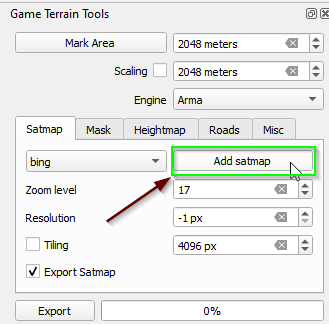 Game Terrain Tools
Mark Area 2048 meters
Scaling 2048 meters
Engine Arma
Satmap Mask Heightmap Roads Misc
bing Add satmap
Zoom level 17
Resolution -1 px
Tiling 4096 px
Export Satmap
Export 0%